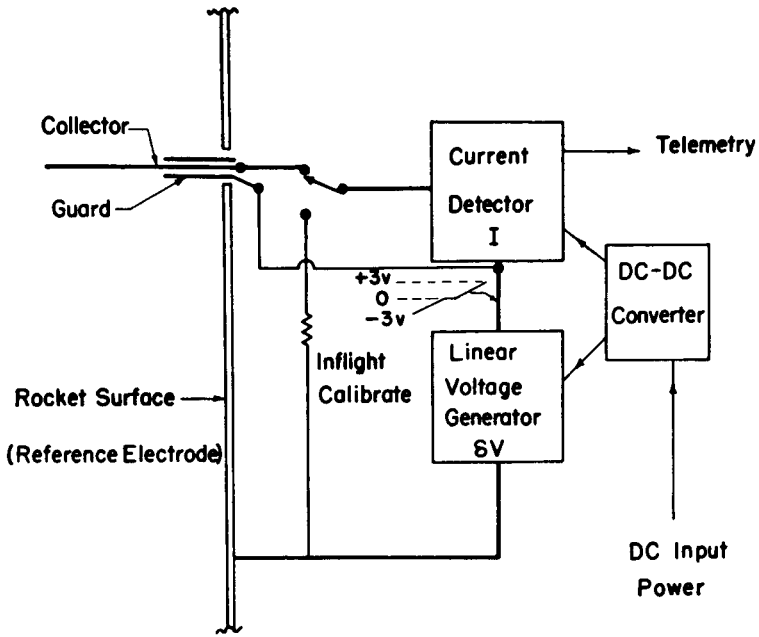 Collector
Guard
Current
Detector
I
Telemetry
+3v
0
-3v
DC-DC
Converter
Inflight
Calibrate
Linear
Voltage
Generator
δV
Rocket Surface
(Reference Electrode)
DC Input
Power